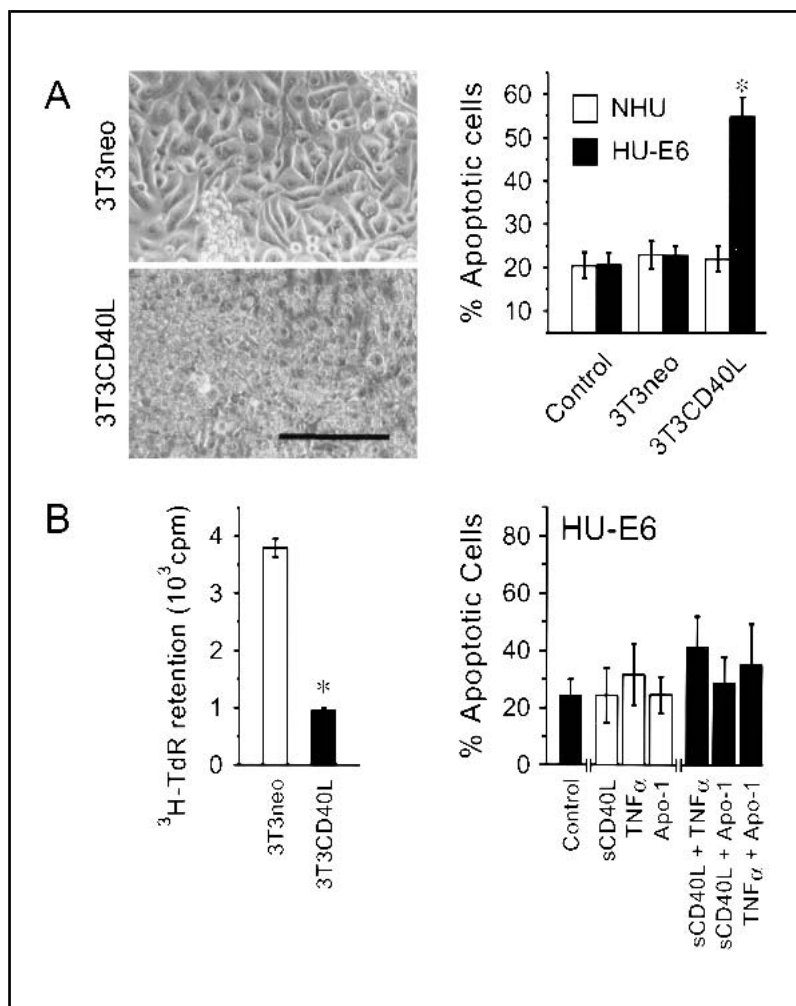 A
3T3neo
3T3CD40L
% Apoptotic cells
60
50
40
30
20
10
NHU
HU-E6
*
Control
3T3neo
3T3CD40L
B
³H-TdR retention (10³cpm)
4
3
2
1
0
*
3T3neo
3T3CD40L
% Apoptotic Cells
80
60
40
20
0
HU-E6
Control
sCD40L
TNFα
Apo-1
sCD40L + TNFα
sCD40L + Apo-1
TNFα + Apo-1